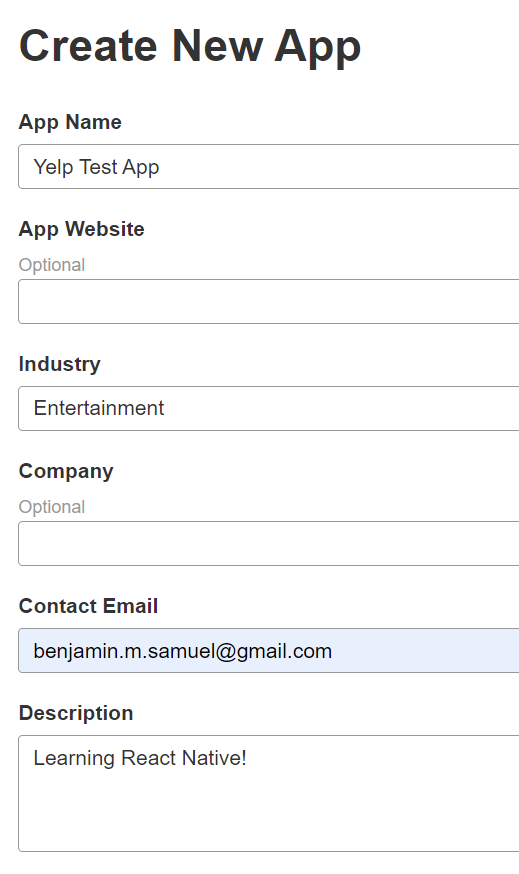 Create New App
App Name
Yelp Test App
App Website
Optional
Industry
Entertainment
Company
Optional
Contact Email
benjamin.m.samuel@gmail.com
Description
Learning React Native!